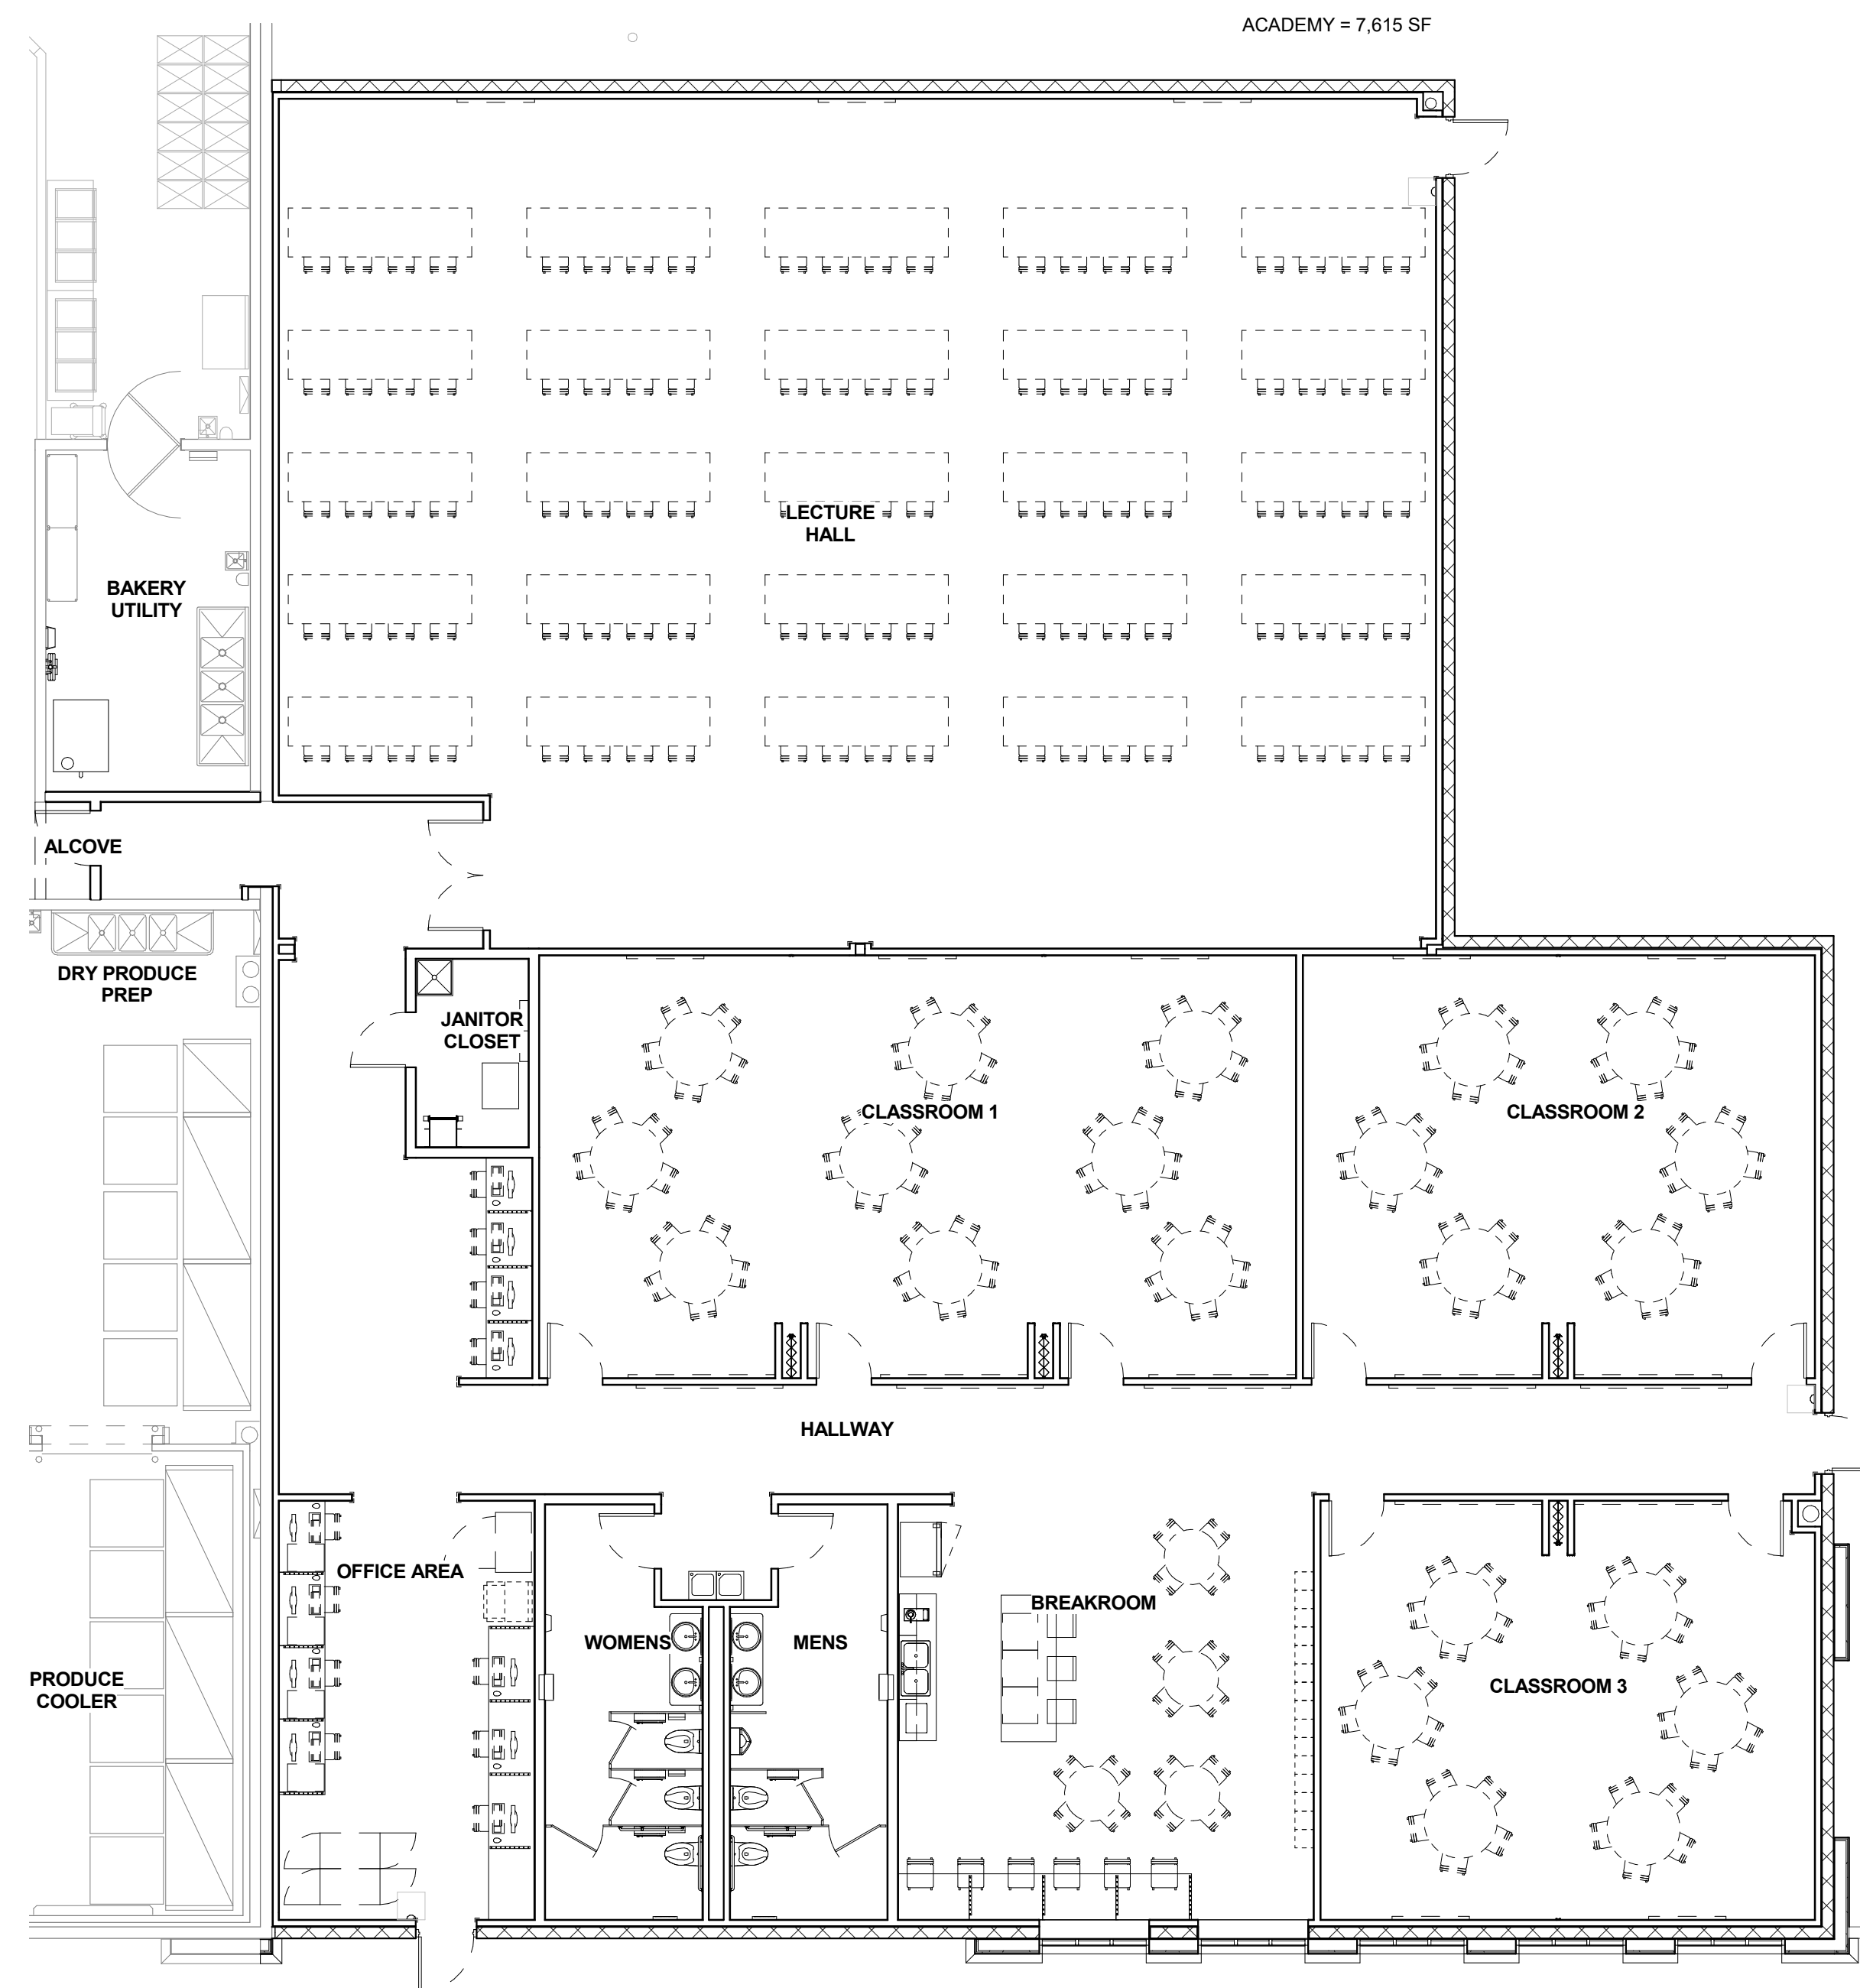 ACADEMY = 7,615 SF
LECTURE
HALL
BAKERY
UTILITY
ALCOVE
DRY PRODUCE
PREP
JANITOR
CLOSET
CLASSROOM 1
CLASSROOM 2
HALLWAY
OFFICE AREA
BREAKROOM
WOMENS
MENS
PRODUCE
COOLER
CLASSROOM 3